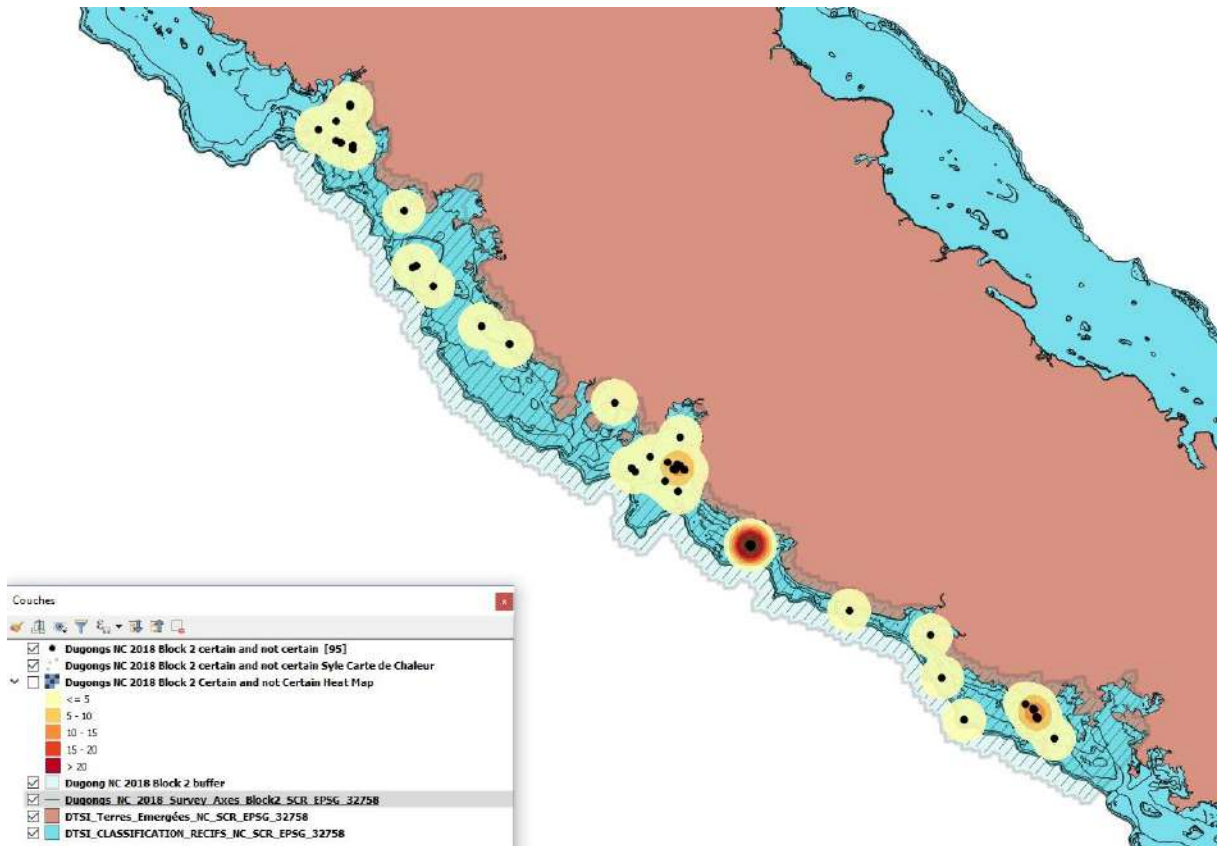 Couches
Dugongs NC 2018 Block 2 certain and not certain [95]
Dugongs NC 2018 Block 2 certain and not certain Syle Carte de Chaleur
Dugongs NC 2018 Block 2 Certain and not Certain Heat Map
<= 5
5 - 10
10 - 15
15 - 20
> 20
Dugong NC 2018 Block 2 buffer
Dugongs_NC_2018_Survey_Axes_Block2_SCR_EPSG_32758
DTSI_Terres_Emergées_NC_SCR_EPSG_32758
DTSI_CLASSIFICATION_RECIFS_NC_SCR_EPSG_32758